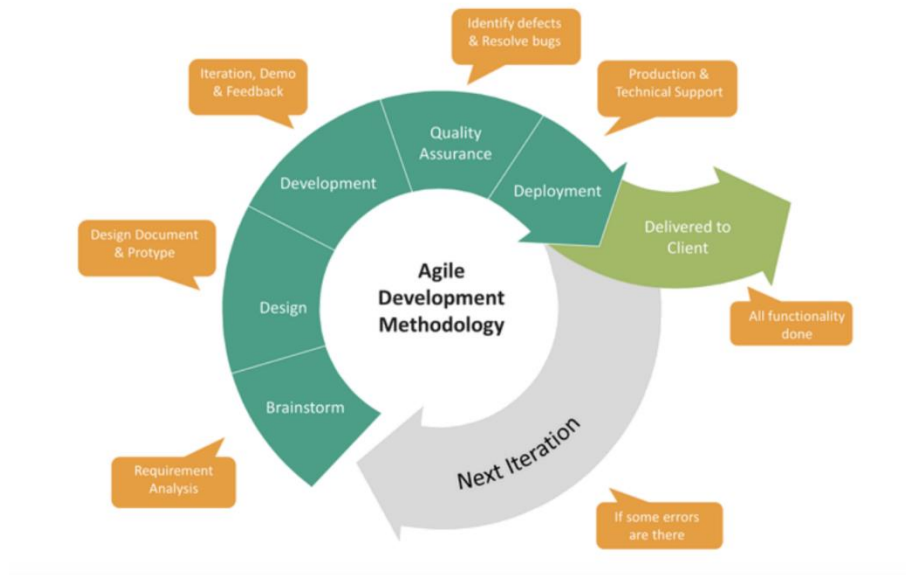 Identify defects
& Resolve bugs
Iteration, Demo
& Feedback
Production &
Technical Support
Quality
Assurance
Development
Deployment
Design Document
& Protype
Delivered to
Client
Agile
Development
Methodology
Design
All functionality
done
Brainstorm
Next Iteration
Requirement
Analysis
If some errors
are there